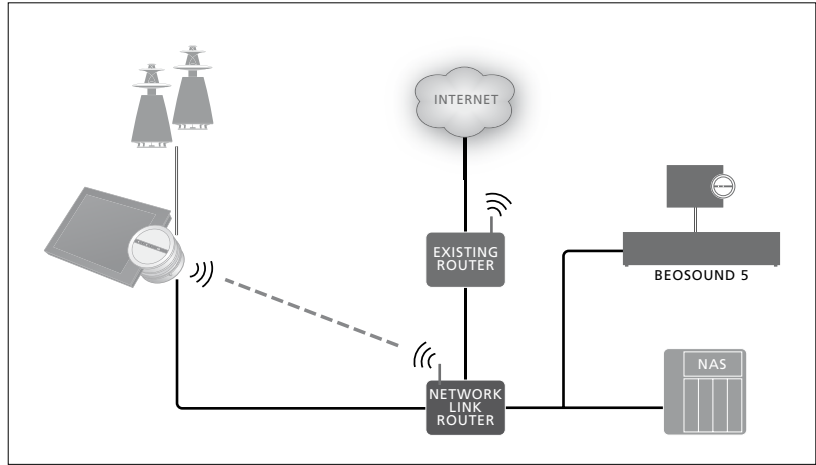 INTERNET
EXISTING
ROUTER
BEOSOUND 5
NAS
NETWORK
LINK
ROUTER